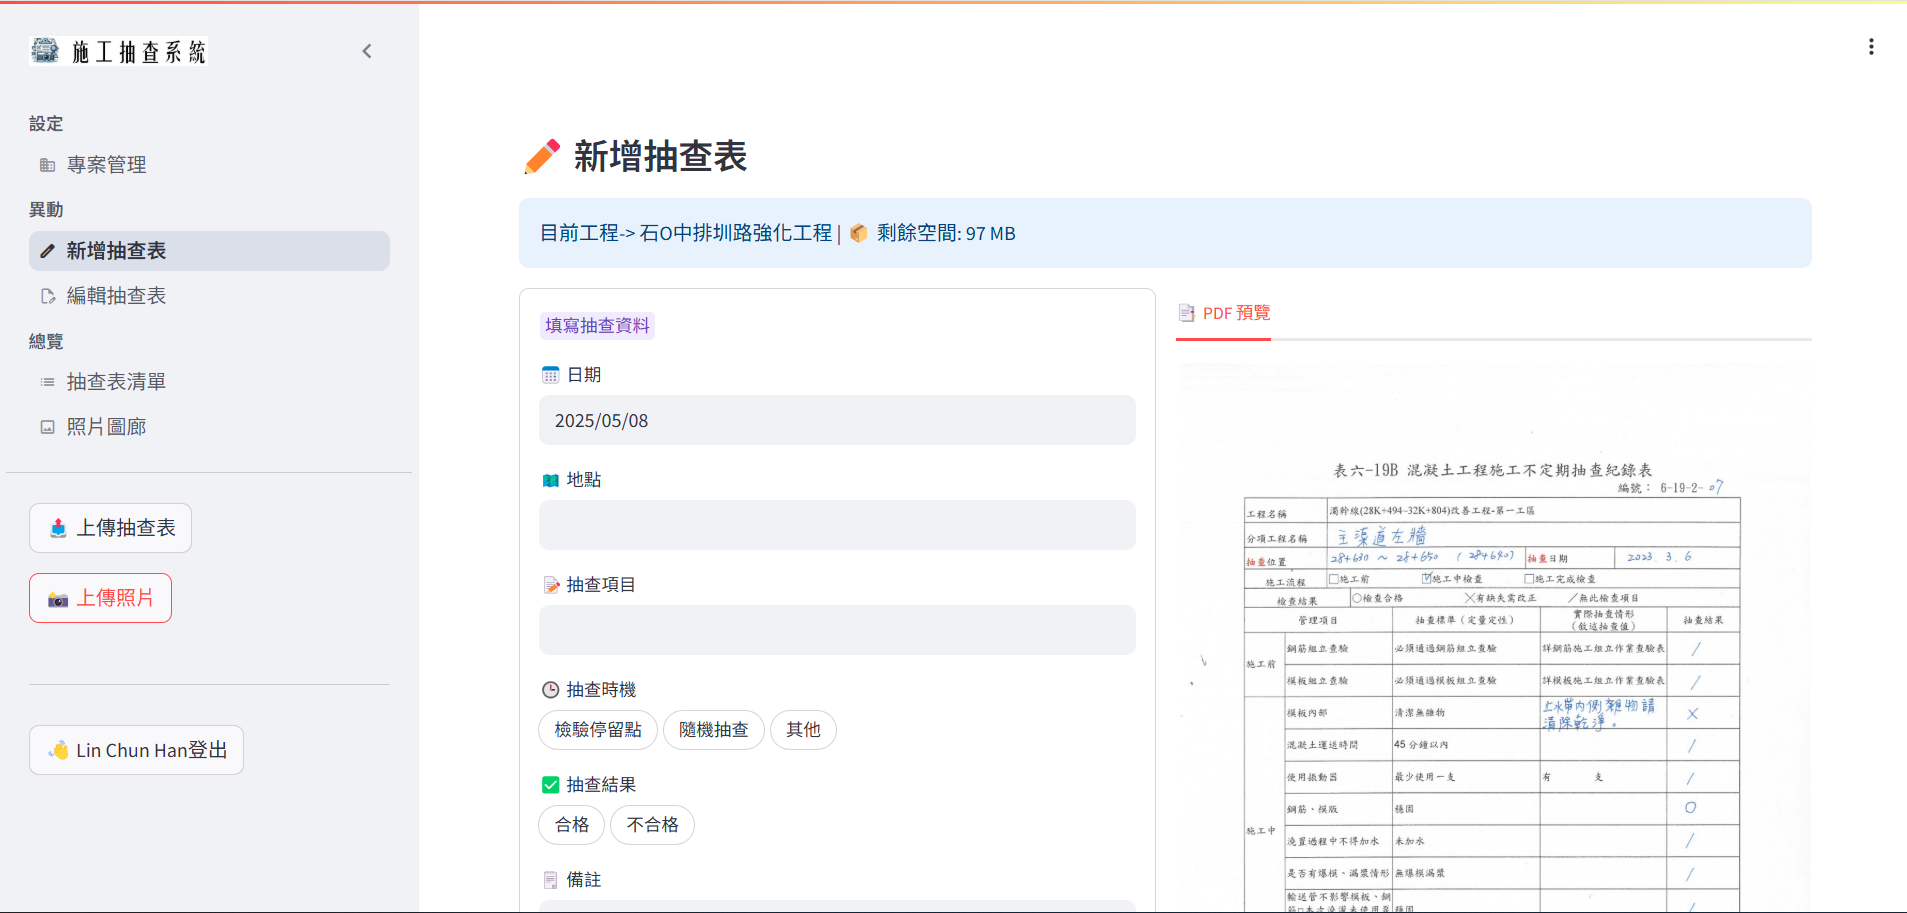 施工抽查系統
設定
專案管理
異動
新增抽查表
編輯抽查表
總覽
抽查表清單
照片圖廊
上傳抽查表
上傳照片
Lin Chun Han登出
新增抽查表
目前工程-> 石O中排圳路強化工程 | 剩餘空間: 97 MB
填寫抽查資料
日期
2025/05/08
地點
抽查項目
抽查時機
檢驗停留點 隨機抽查 其他
抽查結果
合格 不合格
備註
PDF 預覽
表六-19B 混凝土工程施工不定期抽查紀錄表
編號： 6-19-2-07
工程名稱 濁幹線(28K+494~32K+804)改善工程-第一工區
分項工程名稱 主渠道左牆
抽查位置 28+630 ~ 28+650 ( 28+640) 抽查日期 2023. 3. 6
施工流程 □施工前 ☑施工中檢查 □施工完成檢查
檢查結果 ○檢查合格 ╳有缺失需改正 ╱無此檢查項目
管理項目 抽查標準（定量定性） 實際抽查情形（敘述抽查值） 抽查結果
施工前 鋼筋組立查驗 必須通過鋼筋組立查驗 詳鋼筋施工組立作業查驗表 /
模板組立查驗 必須通過模板組立查驗 詳模板施工組立作業查驗表 /
施工中 模板內部 清潔無雜物 止水帶內側雜物請清除乾淨。 X
混凝土運送時間 45 分鐘以內 /
使用振動器 最少使用一支 有 支 /
鋼筋、模版 穩固 O
澆置過程中不得加水 未加水 /
是否有爆模、漏漿情形 無爆模漏漿 /
輸送管不影響模板、鋼
穩固 /